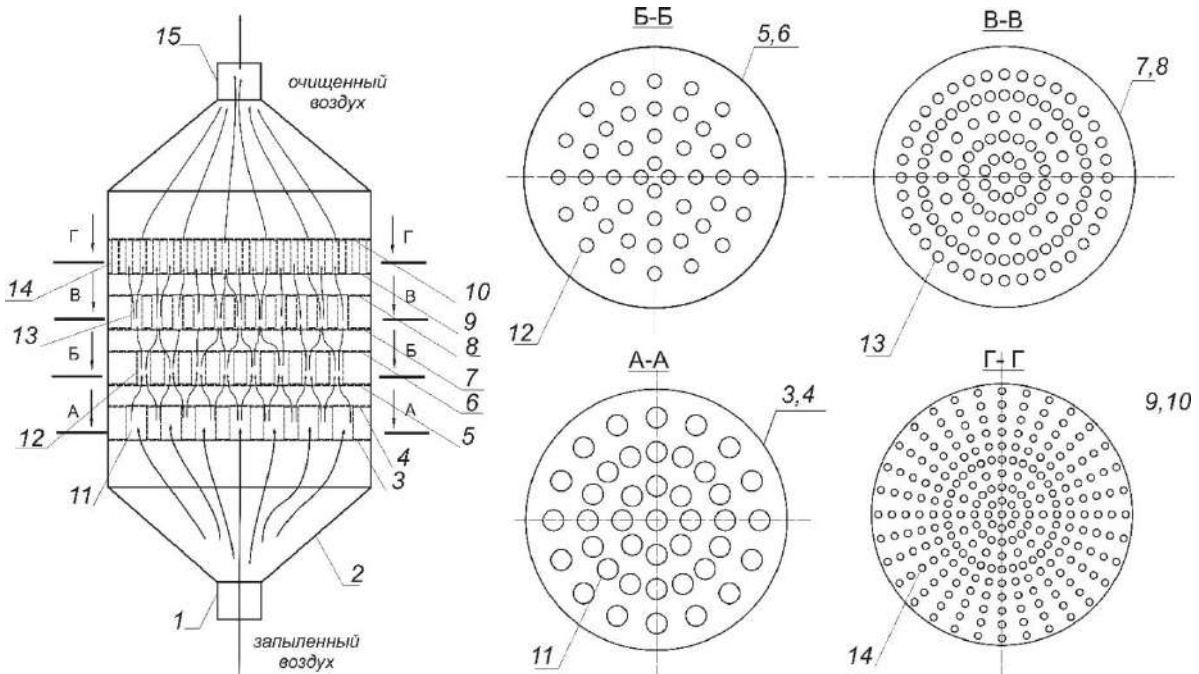 15
очищенный
воздух
Г
Г
14
В
В
13
Б
Б
12
А
А
11
10
9
8
7
6
5
4
3
2
1
запыленный
воздух
Б-Б
5,6
12
В-В
7,8
13
А-А
3,4
11
Г- Г
9,10
14